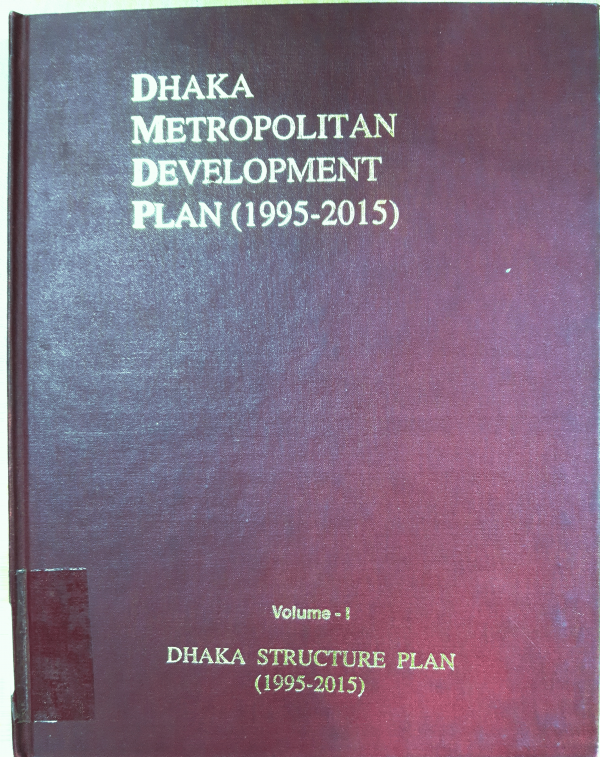 DHAKA
METROPOLITAN
DEVELOPMENT
PLAN (1995-2015)
Volume - I
DHAKA STRUCTURE PLAN
(1995-2015)